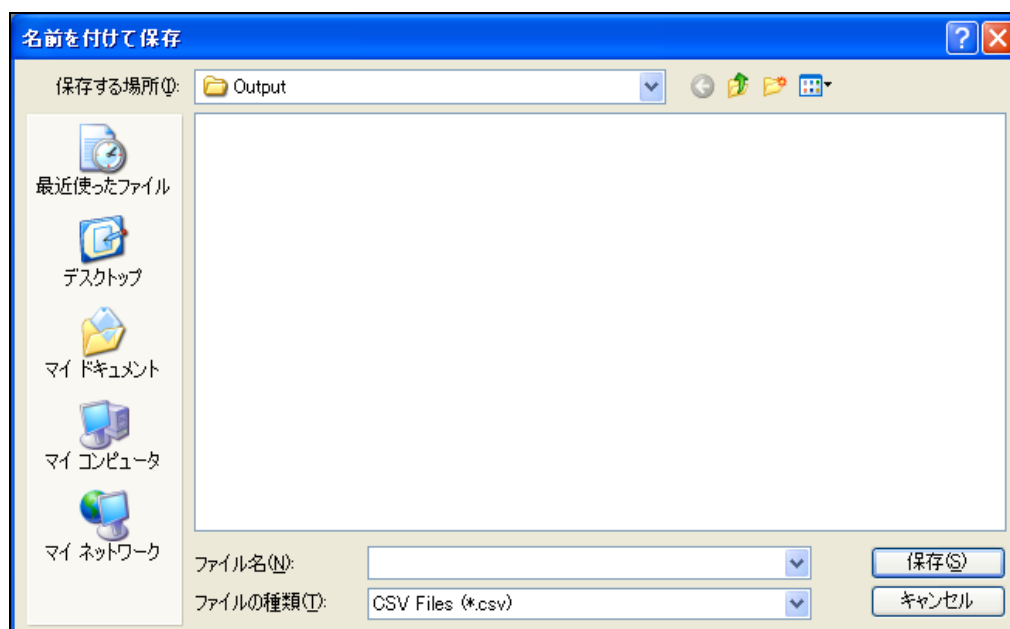 名前を付けて保存
保存する場所(I):
Output
最近使ったファイル
デスクトップ
マイ ドキュメント
マイ コンピュータ
マイ ネットワーク
ファイル名(N):
保存(S)
ファイルの種類(T):
CSV Files (*.csv)
キャンセル